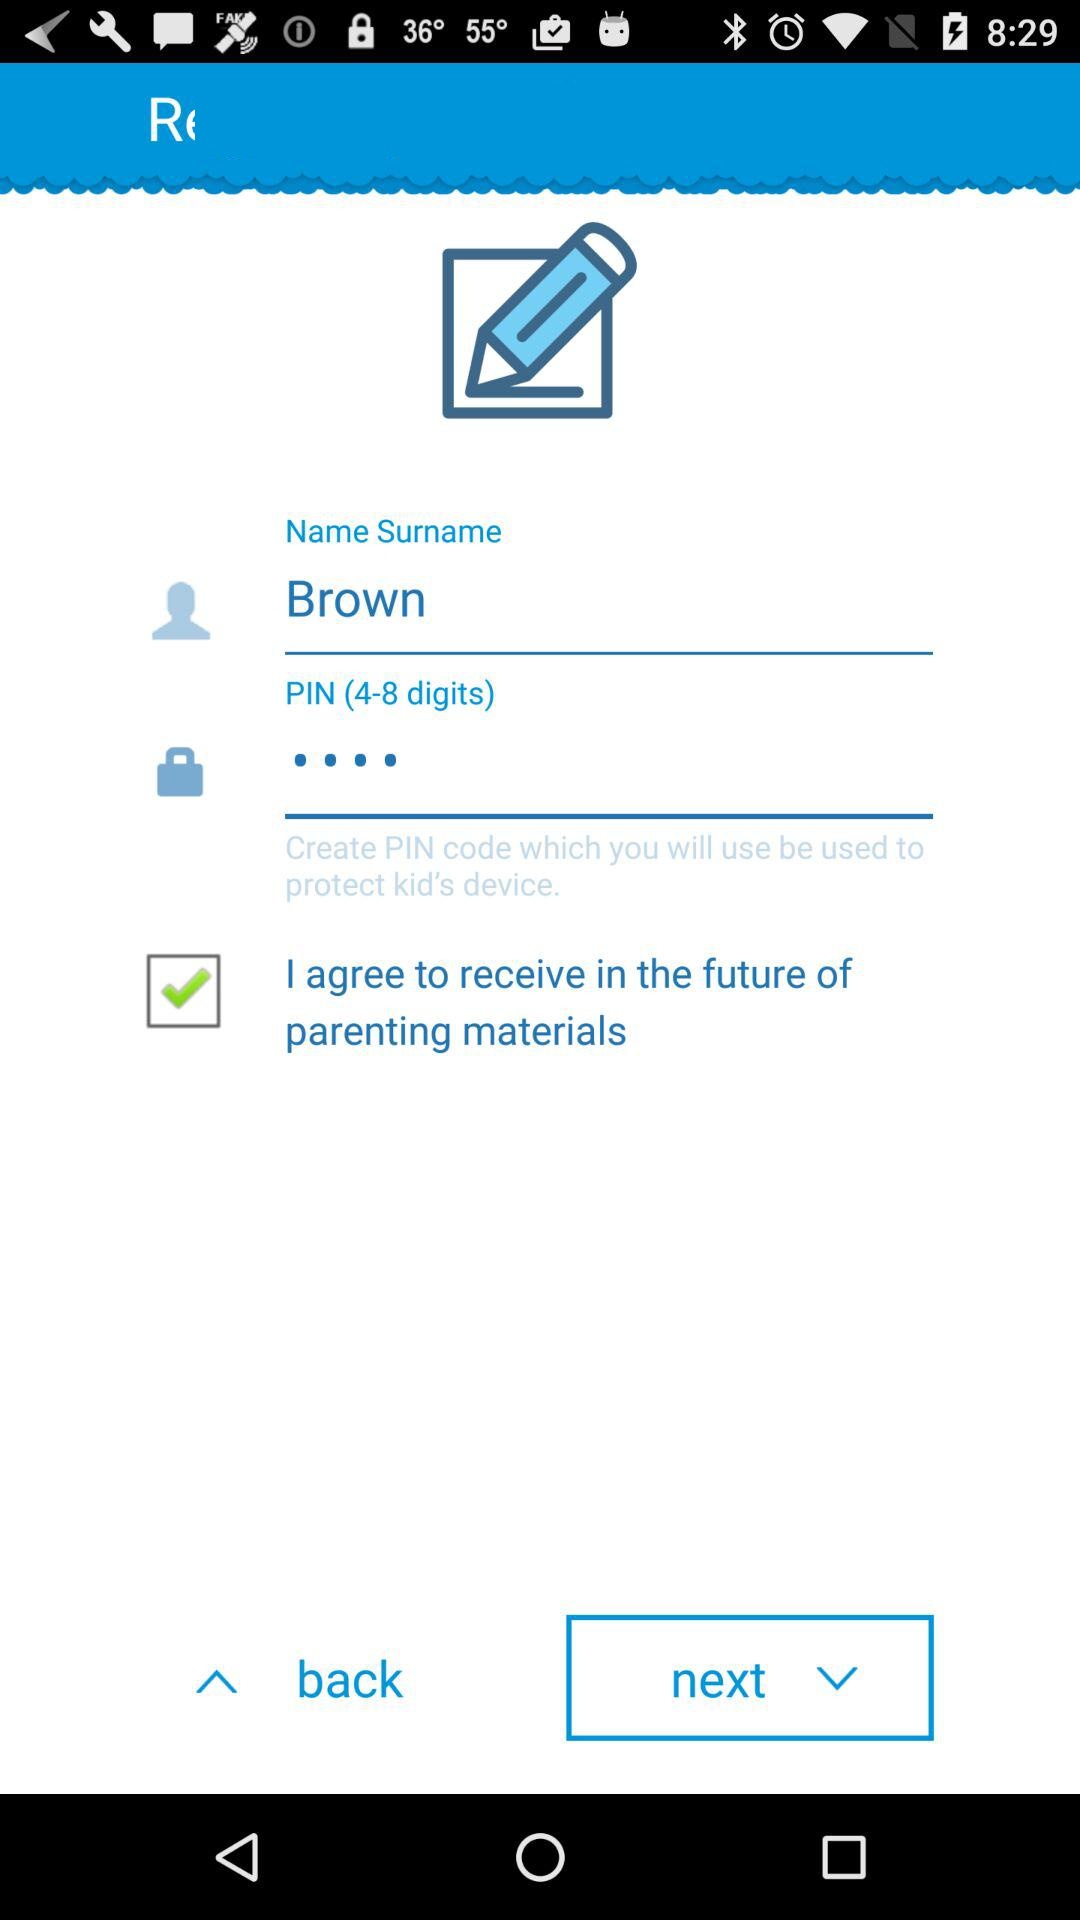 FAKE 36° 55° 8:29
Name Surname
Brown
PIN (4-8 digits)
Create PIN code which you will use be used to
protect kid’s device.
I agree to receive in the future of
parenting materials
back next